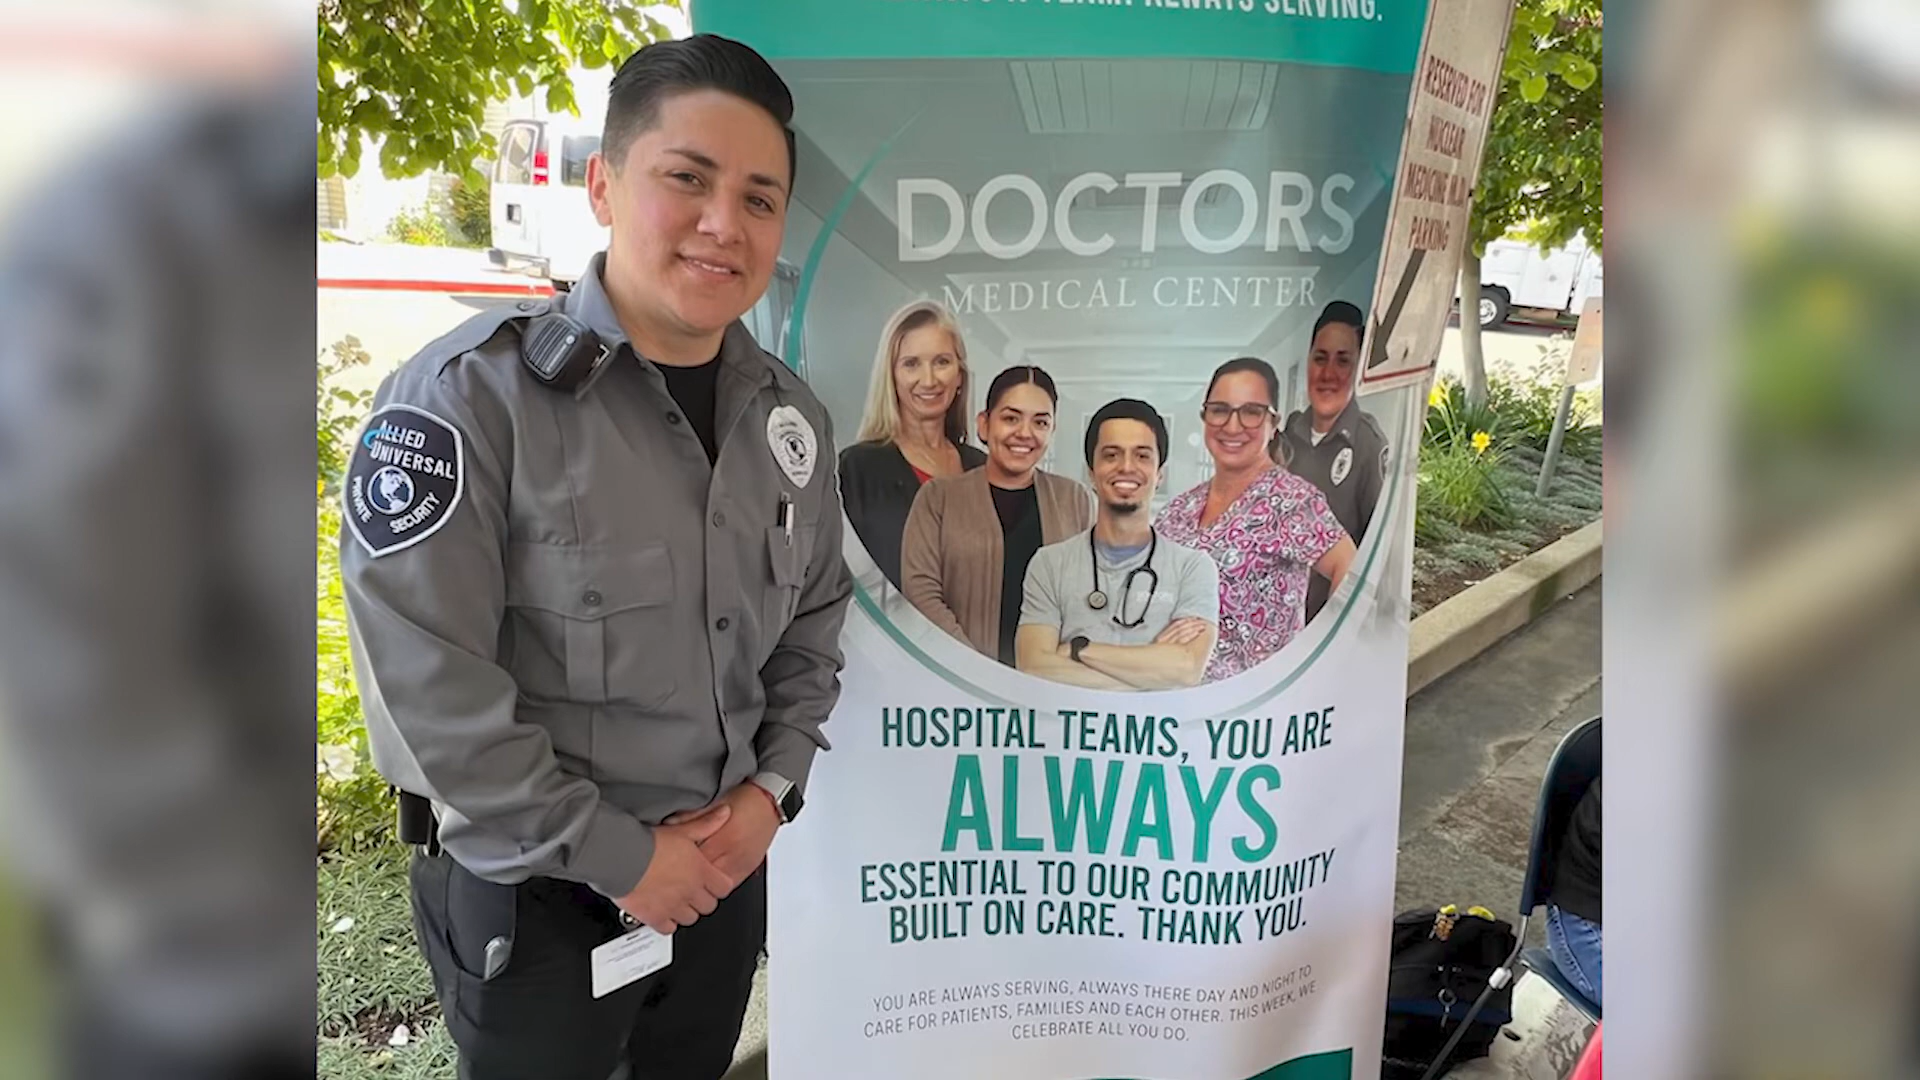 ALWAYS SERVING.
RESERVED FOR
NUCLEAR
MEDICINE M.D.
PARKING
DOCTORS
MEDICAL CENTER
ALLIED
UNIVERSAL
PRIVATE SECURITY
HOSPITAL TEAMS, YOU ARE
ALWAYS
ESSENTIAL TO OUR COMMUNITY
BUILT ON CARE. THANK YOU.
YOU ARE ALWAYS SERVING, ALWAYS THERE DAY AND NIGHT TO
CARE FOR PATIENTS, FAMILIES AND EACH OTHER. THIS WEEK, WE
CELEBRATE ALL YOU DO.